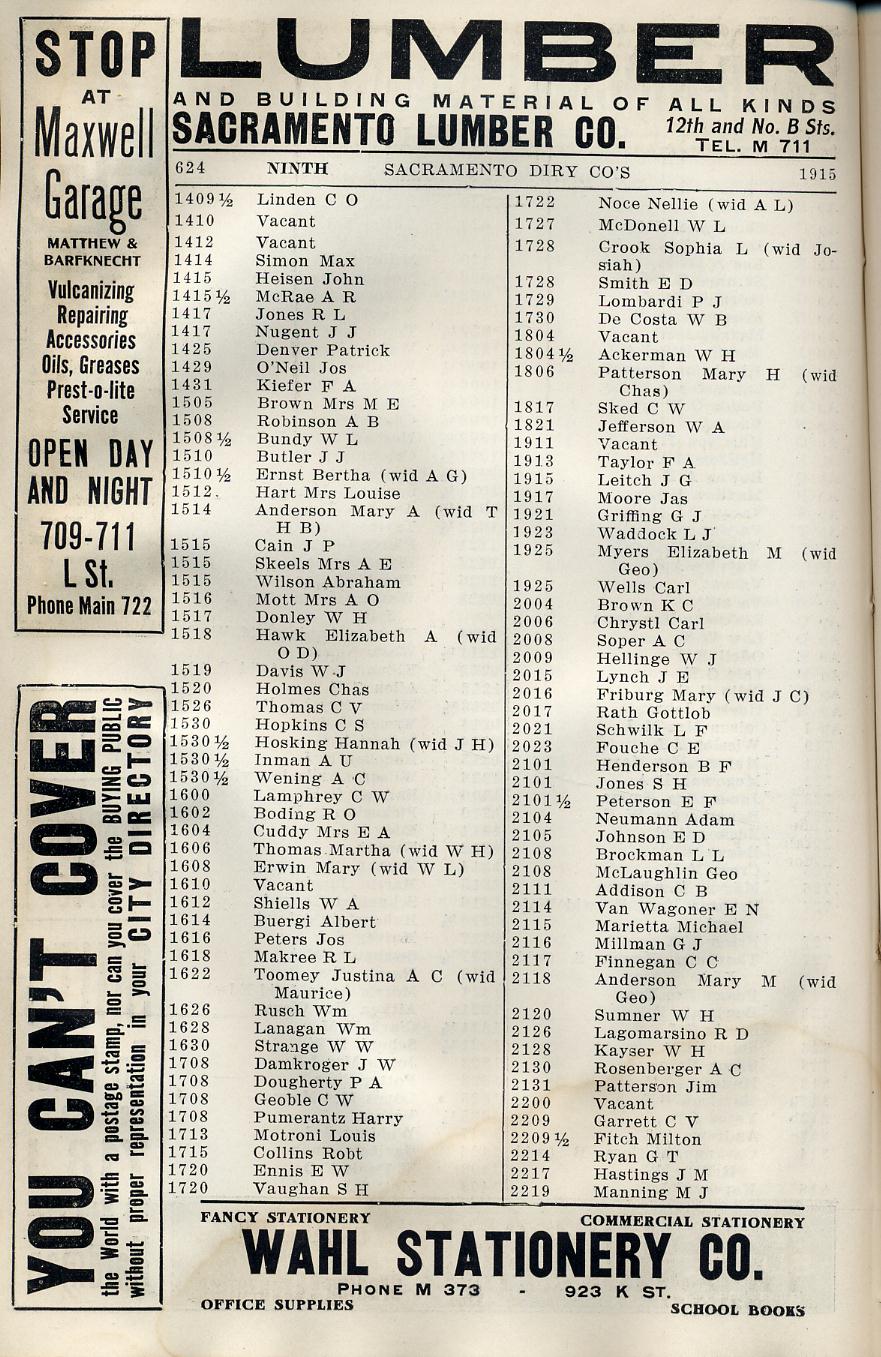 STOP
AT
Maxwell
Garage
MATTHEW &
BARFKNECHT
Vulcanizing
Repairing
Accessories
Oils, Greases
Prest-o-lite
Service
OPEN DAY
AND NIGHT
709-711
L St.
Phone Main 722
YOU CAN'T COVER
the World with a postage stamp, nor can you cover the BUYING PUBLIC
without proper representation in your CITY DIRECTORY
LUMBER
AND BUILDING MATERIAL OF ALL KINDS
SACRAMENTO LUMBER CO. 12th and No. B Sts.
TEL. M 711
624 NINTH SACRAMENTO DIRY CO'S 1915
1409½ Linden C O
1410 Vacant
1412 Vacant
1414 Simon Max
1415 Heisen John
1415½ McRae A R
1417 Jones R L
1417 Nugent J J
1425 Denver Patrick
1429 O'Neil Jos
1431 Kiefer F A
1505 Brown Mrs M E
1508 Robinson A B
1508½ Bundy W L
1510 Butler J J
1510½ Ernst Bertha (wid A G)
1512 Hart Mrs Louise
1514 Anderson Mary A (wid T
H B)
1515 Cain J P
1515 Skeels Mrs A E
1515 Wilson Abraham
1516 Mott Mrs A O
1517 Donley W H
1518 Hawk Elizabeth A (wid
O D)
1519 Davis W J
1520 Holmes Chas
1526 Thomas C V
1530 Hopkins C S
1530½ Hosking Hannah (wid J H)
1530½ Inman A U
1530½ Wening A C
1600 Lamphrey C W
1602 Boding R O
1604 Cuddy Mrs E A
1606 Thomas Martha (wid W H)
1608 Erwin Mary (wid W L)
1610 Vacant
1612 Shiells W A
1614 Buergi Albert
1616 Peters Jos
1618 Makree R L
1622 Toomey Justina A C (wid
Maurice)
1626 Rusch Wm
1628 Lanagan Wm
1630 Strange W W
1708 Damkroger J W
1708 Dougherty P A
1708 Geoble C W
1708 Pumerantz Harry
1713 Motroni Louis
1715 Collins Robt
1720 Ennis E W
1720 Vaughan S H
1722 Noce Nellie (wid A L)
1727 McDonell W L
1728 Crook Sophia L (wid Jo-
siah)
1728 Smith E D
1729 Lombardi P J
1730 De Costa W B
1804 Vacant
1804½ Ackerman W H
1806 Patterson Mary H (wid
Chas)
1817 Sked C W
1821 Jefferson W A
1911 Vacant
1913 Taylor F A
1915 Leitch J G
1917 Moore Jas
1921 Griffing G J
1923 Waddock L J
1925 Myers Elizabeth M (wid
Geo)
1925 Wells Carl
2004 Brown K C
2006 Chrystl Carl
2008 Soper A C
2009 Hellinge W J
2015 Lynch J E
2016 Friburg Mary (wid J C)
2017 Rath Gottlob
2021 Schwilk L F
2023 Fouche C E
2101 Henderson B F
2101 Jones S H
2101½ Peterson E F
2104 Neumann Adam
2105 Johnson E D
2108 Brockman L L
2108 McLaughlin Geo
2111 Addison C B
2114 Van Wagoner E N
2115 Marietta Michael
2116 Millman G J
2117 Finnegan C C
2118 Anderson Mary M (wid
Geo)
2120 Sumner W H
2126 Lagomarsino R D
2128 Kayser W H
2130 Rosenberger A C
2131 Patterson Jim
2200 Vacant
2209 Garrett C V
2209½ Fitch Milton
2214 Ryan G T
2217 Hastings J M
2219 Manning M J
FANCY STATIONERY COMMERCIAL STATIONERY
WAHL STATIONERY CO.
PHONE M 373 - 923 K ST.
OFFICE SUPPLIES SCHOOL BOOKS